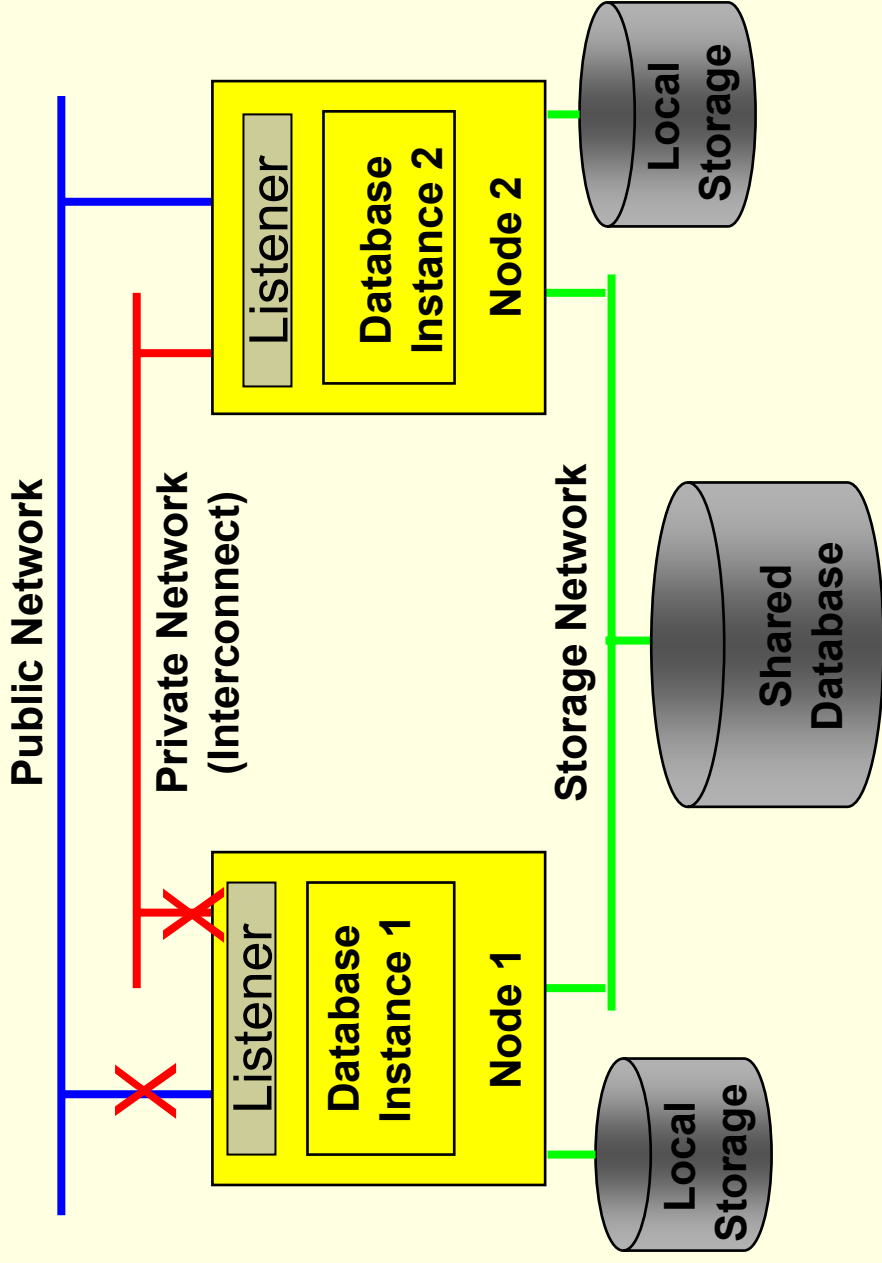 Public Network
Private Network
(Interconnect)
Listener
Database
Instance 1
Node 1
Listener
Database
Instance 2
Node 2
Storage Network
Local
Storage
Shared
Database
Local
Storage